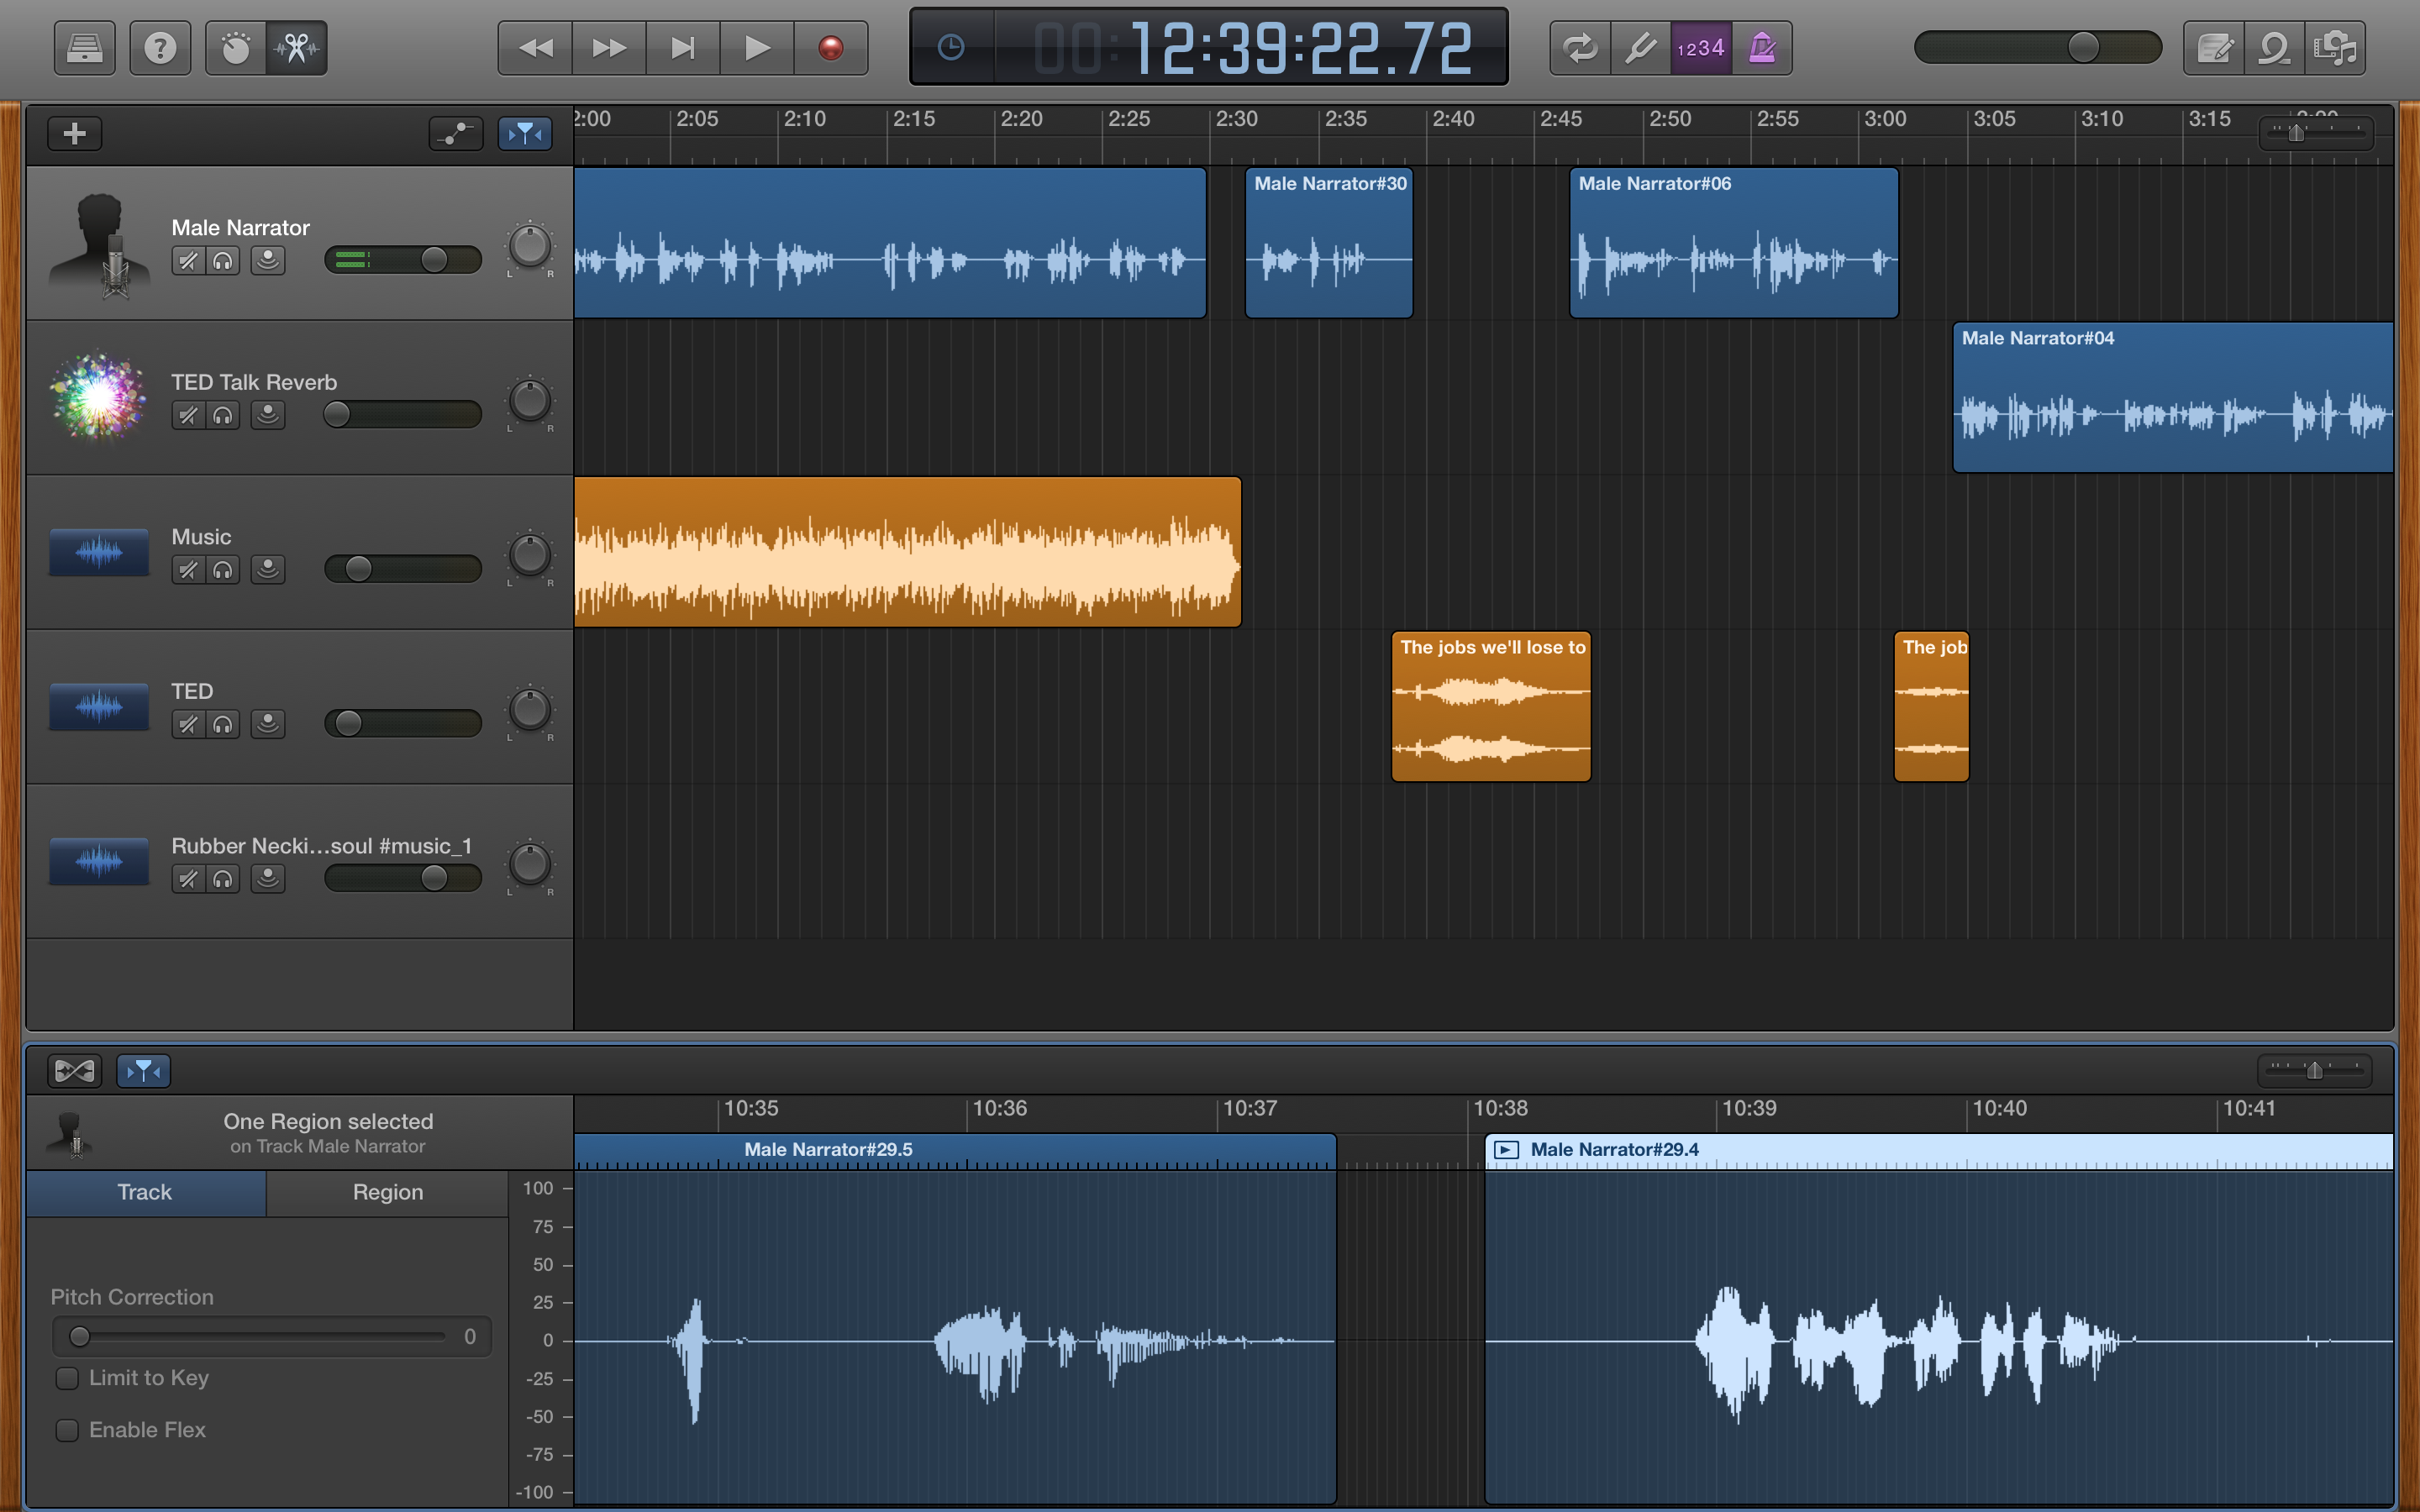 00:12:39:22.72
1234
2:00 2:05 2:10 2:15 2:20 2:25 2:30 2:35 2:40 2:45 2:50 2:55 3:00 3:05 3:10 3:15
Male Narrator#30 Male Narrator#06
Male Narrator
L R
Male Narrator#04
TED Talk Reverb
L R
Music
L R
The jobs we'll lose to The job
TED
L R
Rubber Necki...soul #music_1
L R
10:35 10:36 10:37 10:38 10:39 10:40 10:41
One Region selected
on Track Male Narrator
Male Narrator#29.5 Male Narrator#29.4
Track Region
100
75
50
25
0
-25
-50
-75
-100
Pitch Correction
0
Limit to Key
Enable Flex